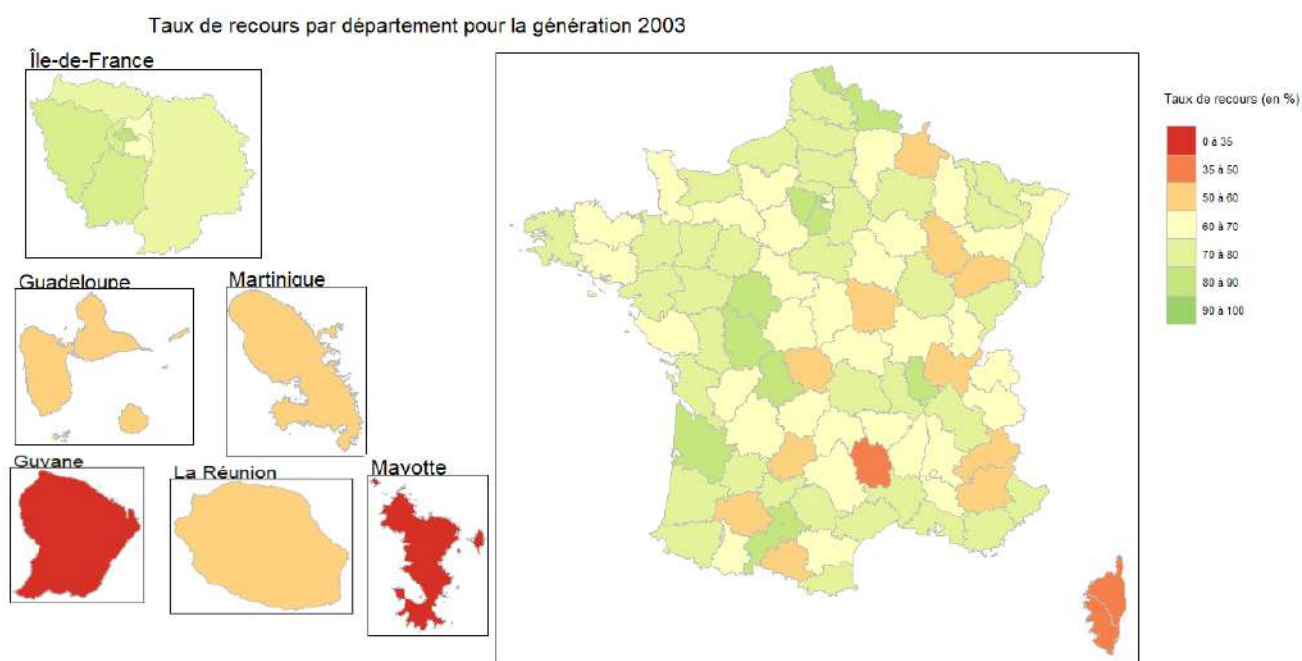 Taux de recours par département pour la génération 2003
Île-de-France
Guadeloupe
Martinique
Guyane
La Réunion
Mayotte
Taux de recours (en %)
0 à 35
35 à 50
50 à 60
60 à 70
70 à 80
80 à 90
90 à 100